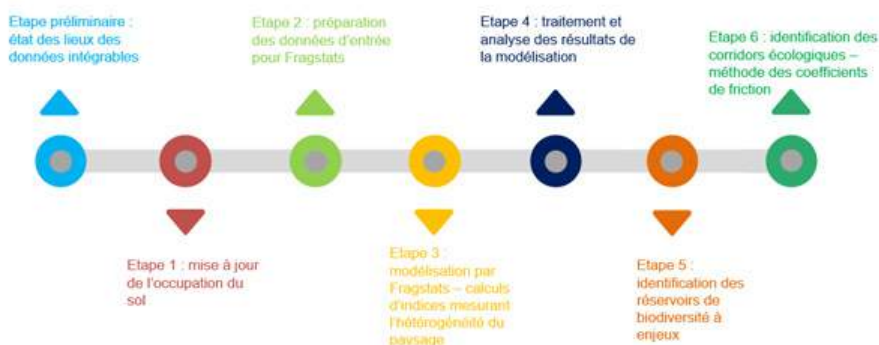 Etape préliminaire :
état des lieux des
données intégrables
Etape 1 : mise à jour
de l'occupation du
sol
Etape 2 : préparation
des données d'entrée
pour Fragstats
Etape 3 :
modélisation par
Fragstats – calculs
d'indices mesurant
l'hétérogénéité du
paysage
Etape 4 : traitement et
analyse des résultats de
la modélisation
Etape 5 :
identification des
réservoirs de
biodiversité à
enjeux
Etape 6 : identification des
corridors écologiques –
méthode des coefficients
de friction